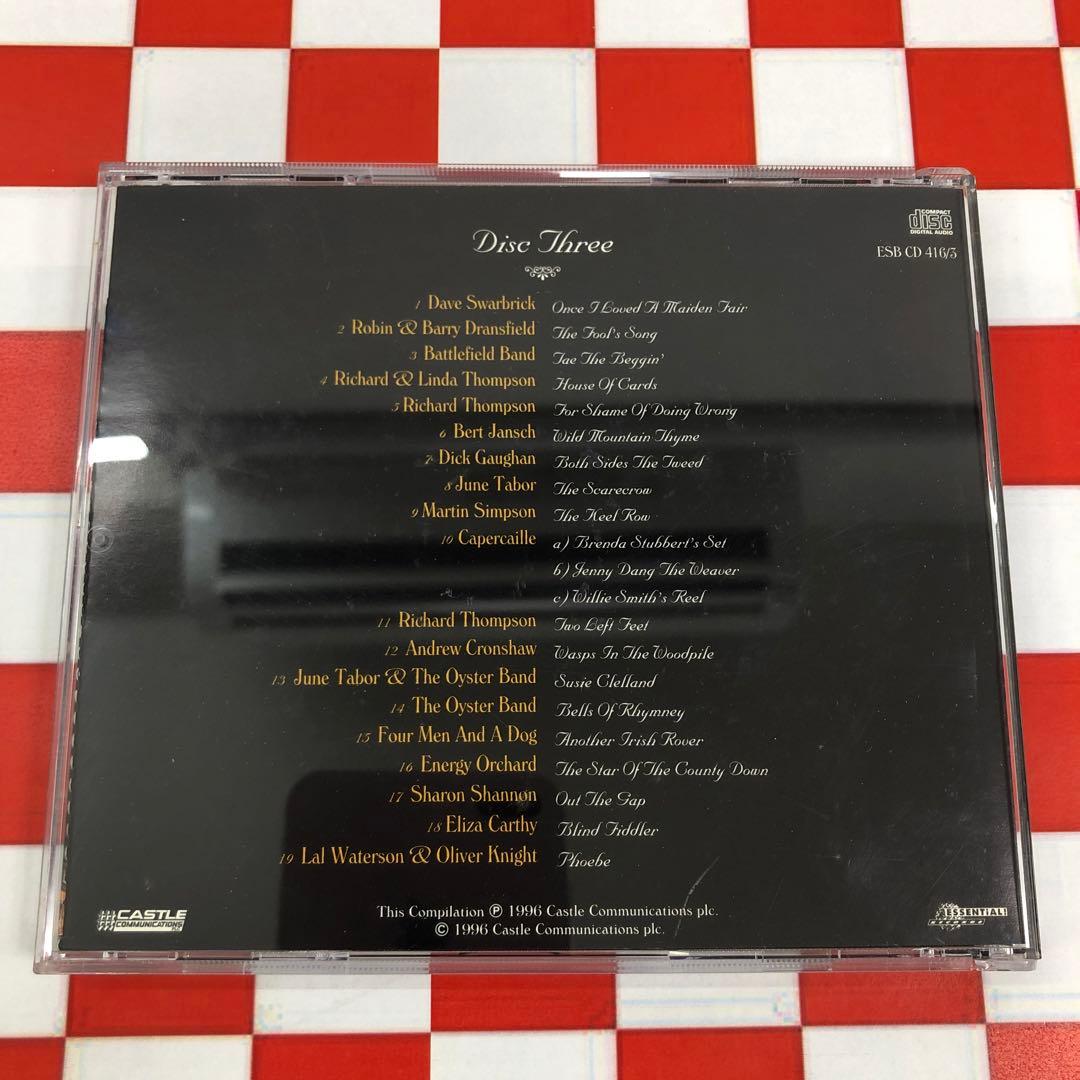 COMPACT
disc
DIGITAL AUDIO
ESB CD 416/3
Disc Three
1 Dave Swarbrick Once I Loved A Maiden Fair
2 Robin & Barry Dransfield The Fool's Song
3 Battlefield Band Tae The Beggin'
4 Richard & Linda Thompson House Of Cards
5 Richard Thompson For Shame Of Doing Wrong
6 Bert Jansch Wild Mountain Thyme
7 Dick Gaughan Both Sides The Tweed
8 June Tabor The Scarecrow
9 Martin Simpson The Keel Row
10 Capercaille a) Brenda Stubbert's Set
b) Jenny Dang The Weaver
c) Willie Smith's Reel
11 Richard Thompson Two Left Feet
12 Andrew Cronshaw Wasps In The Woodpile
13 June Tabor & The Oyster Band Susie Clelland
14 The Oyster Band Bells Of Rhymney
15 Four Men And A Dog Another Irish Rover
16 Energy Orchard The Star Of The County Down
17 Sharon Shannon Out The Gap
18 Eliza Carthy Blind Fiddler
19 Lal Waterson & Oliver Knight Phoebe
This Compilation ℗ 1996 Castle Communications plc.
© 1996 Castle Communications plc.
CASTLE
COMMUNICATIONS
ESSENTIAL!
RECORDS